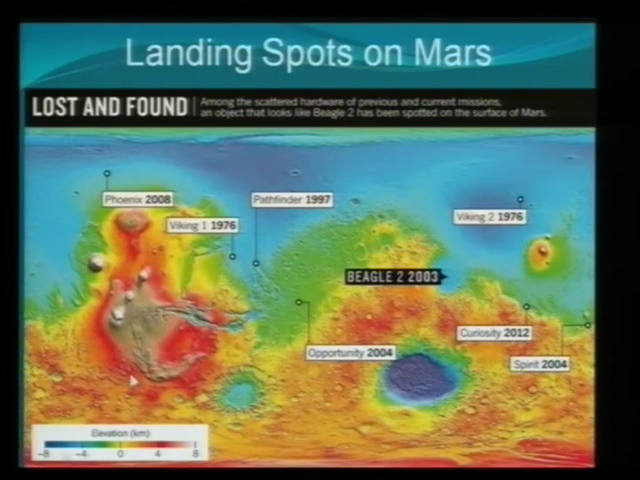 Landing Spots on Mars
LOST AND FOUND
Among the scattered hardware of previous and current missions,
an object that looks like Beagle 2 has been spotted on the surface of Mars.
Phoenix 2008
Pathfinder 1997
Viking 1 1976
Viking 2 1976
BEAGLE 2 2003
Curiosity 2012
Opportunity 2004
Spirit 2004
Elevation (km)
-8 -4 0 4 8